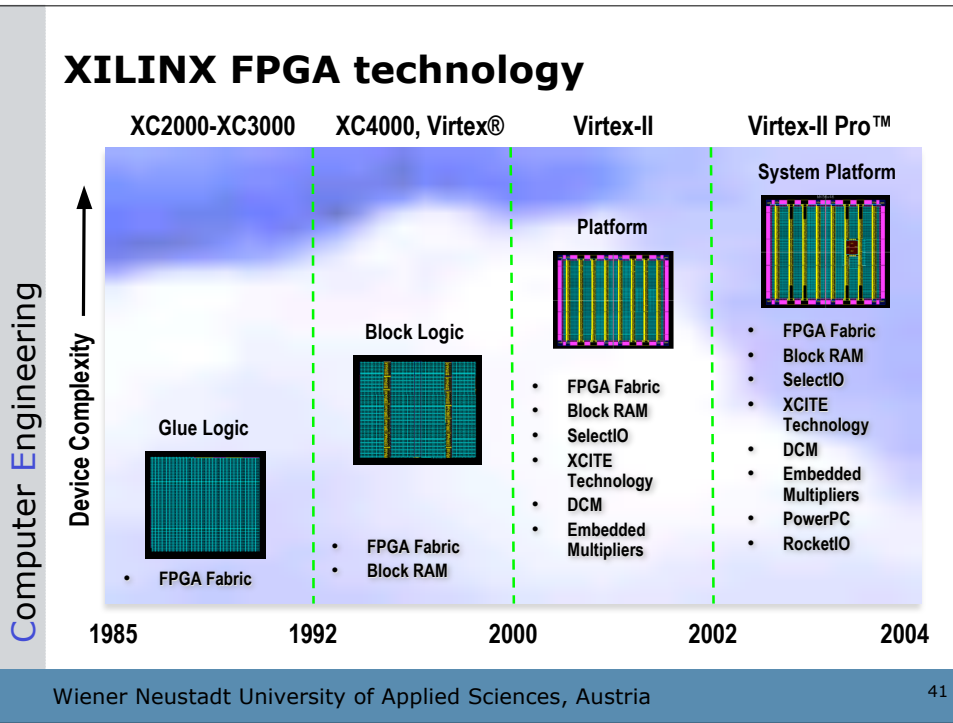 XILINX FPGA technology
XC2000-XC3000
XC4000, Virtex®
Virtex-II
Virtex-II Pro™
Computer Engineering
Device Complexity
Glue Logic
• FPGA Fabric
Block Logic
• FPGA Fabric
• Block RAM
Platform
• FPGA Fabric
• Block RAM
• SelectIO
• XCITE
Technology
• DCM
• Embedded
Multipliers
System Platform
• FPGA Fabric
• Block RAM
• SelectIO
• XCITE
Technology
• DCM
• Embedded
Multipliers
• PowerPC
• RocketIO
1985
1992
2000
2002
2004
Wiener Neustadt University of Applied Sciences, Austria
41